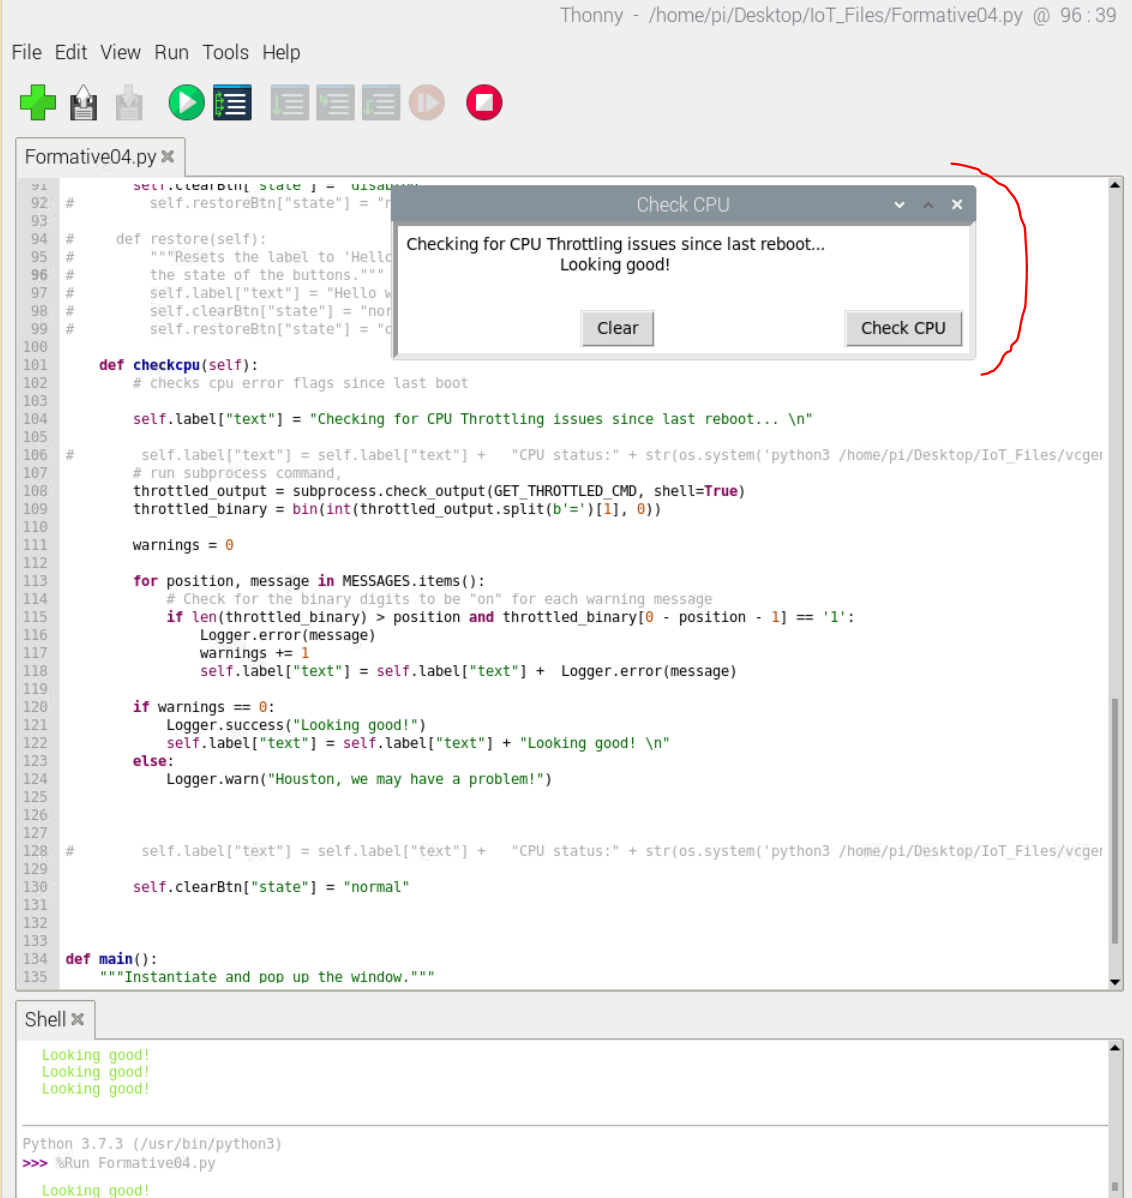 Thonny - /home/pi/Desktop/IoT_Files/Formative04.py @ 96 : 39
File Edit View Run Tools Help
Formative04.py
91 self.clearBtn["state"] =
92 # self.restoreBtn["state"] =
93
94 # def restore(self):
95 # """Resets the label to 'Hello
96 # the state of the buttons."""
97 # self.label["text"] = "Hello
98 # self.clearBtn["state"] =
99 # self.restoreBtn["state"] =
Check CPU
Checking for CPU Throttling issues since last reboot...
Looking good!
Clear Check CPU
100
101 def checkcpu(self):
102 # checks cpu error flags since last boot
103
104 self.label["text"] = "Checking for CPU Throttling issues since last reboot... \n"
105
106 # self.label["text"] = self.label["text"] + "CPU status:" + str(os.system('python3 /home/pi/Desktop/IoT_Files/vcger
107 # run subprocess command,
108 throttled_output = subprocess.check_output(GET_THROTTLED_CMD, shell=True)
109 throttled_binary = bin(int(throttled_output.split(b'=')[1], 0))
110
111 warnings = 0
112
113 for position, message in MESSAGES.items():
114 # Check for the binary digits to be "on" for each warning message
115 if len(throttled_binary) > position and throttled_binary[0 - position - 1] == '1':
116 Logger.error(message)
117 warnings += 1
118 self.label["text"] = self.label["text"] + Logger.error(message)
119
120 if warnings == 0:
121 Logger.success("Looking good!")
122 self.label["text"] = self.label["text"] + "Looking good! \n"
123 else:
124 Logger.warn("Houston, we may have a problem!")
125
126
127
128 # self.label["text"] = self.label["text"] + "CPU status:" + str(os.system('python3 /home/pi/Desktop/IoT_Files/vcger
129
130 self.clearBtn["state"] = "normal"
131
132
133
134 def main():
135 """Instantiate and pop up the window."""
Shell
Looking good!
Looking good!
Looking good!
Python 3.7.3 (/usr/bin/python3)
>>> %Run Formative04.py
Looking good!